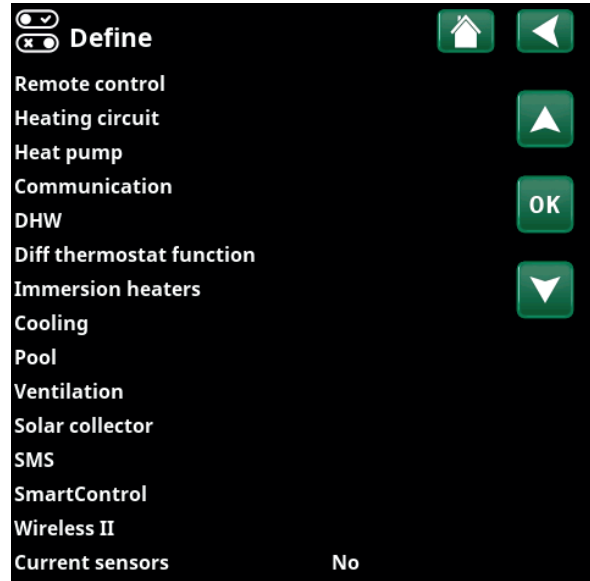 Define
Remote control
Heating circuit
Heat pump
Communication
OK
DHW
Diff thermostat function
Immersion heaters
Cooling
Pool
Ventilation
Solar collector
SMS
SmartControl
Wireless II
Current sensors No